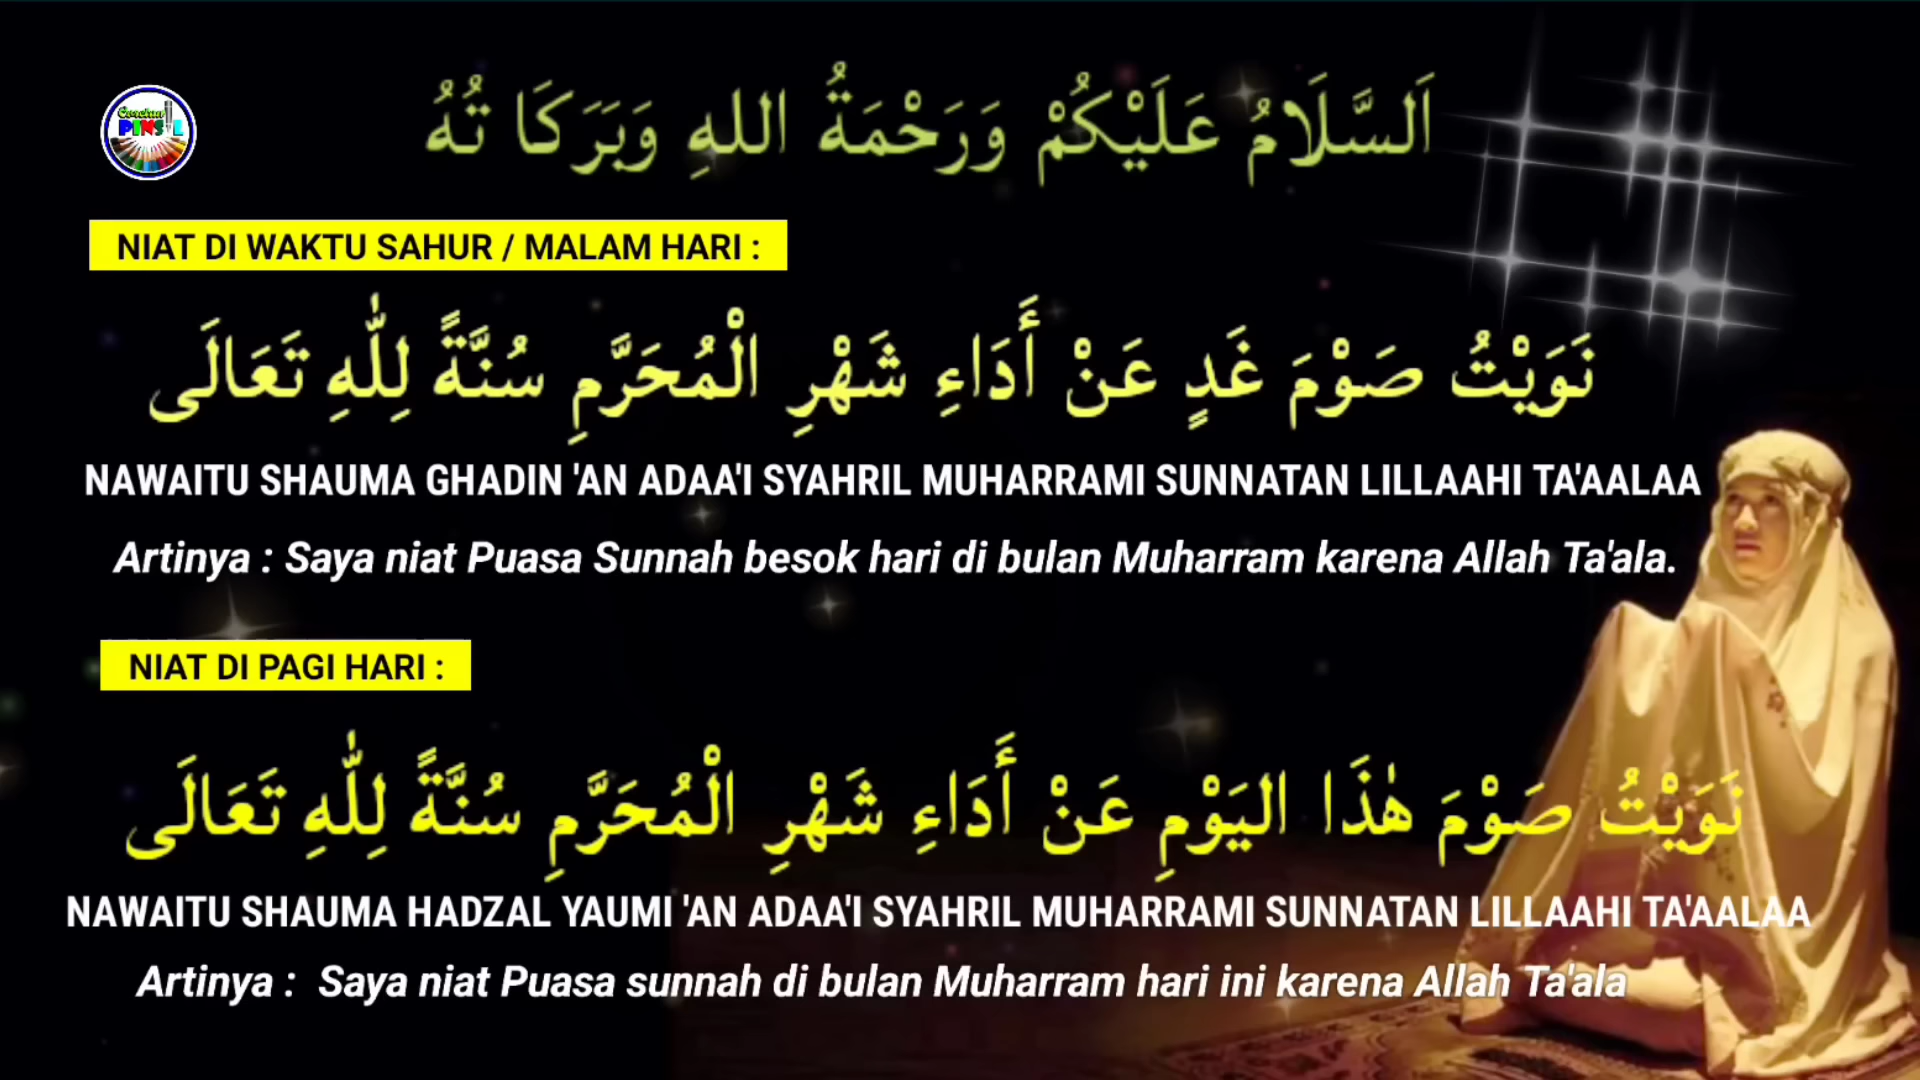 Coretan
PINSIL
اَلسَّلَامُ عَلَيْكُمْ وَرَحْمَةُ اللهِ وَبَرَكَا تُهُ
NIAT DI WAKTU SAHUR / MALAM HARI :
نَوَيْتُ صَوْمَ غَدٍ عَنْ أَدَاءِ شَهْرِ الْمُحَرَّمِ سُنَّةً لِلّٰهِ تَعَالَى
NAWAITU SHAUMA GHADIN 'AN ADAA'I SYAHRIL MUHARRAMI SUNNATAN LILLAAHI TA'AALAA
Artinya : Saya niat Puasa Sunnah besok hari di bulan Muharram karena Allah Ta'ala.
NIAT DI PAGI HARI :
نَوَيْتُ صَوْمَ هٰذَا اليَوْمِ عَنْ أَدَاءِ شَهْرِ الْمُحَرَّمِ سُنَّةً لِلّٰهِ تَعَالَى
NAWAITU SHAUMA HADZAL YAUMI 'AN ADAA'I SYAHRIL MUHARRAMI SUNNATAN LILLAAHI TA'AALAA
Artinya : Saya niat Puasa sunnah di bulan Muharram hari ini karena Allah Ta'ala